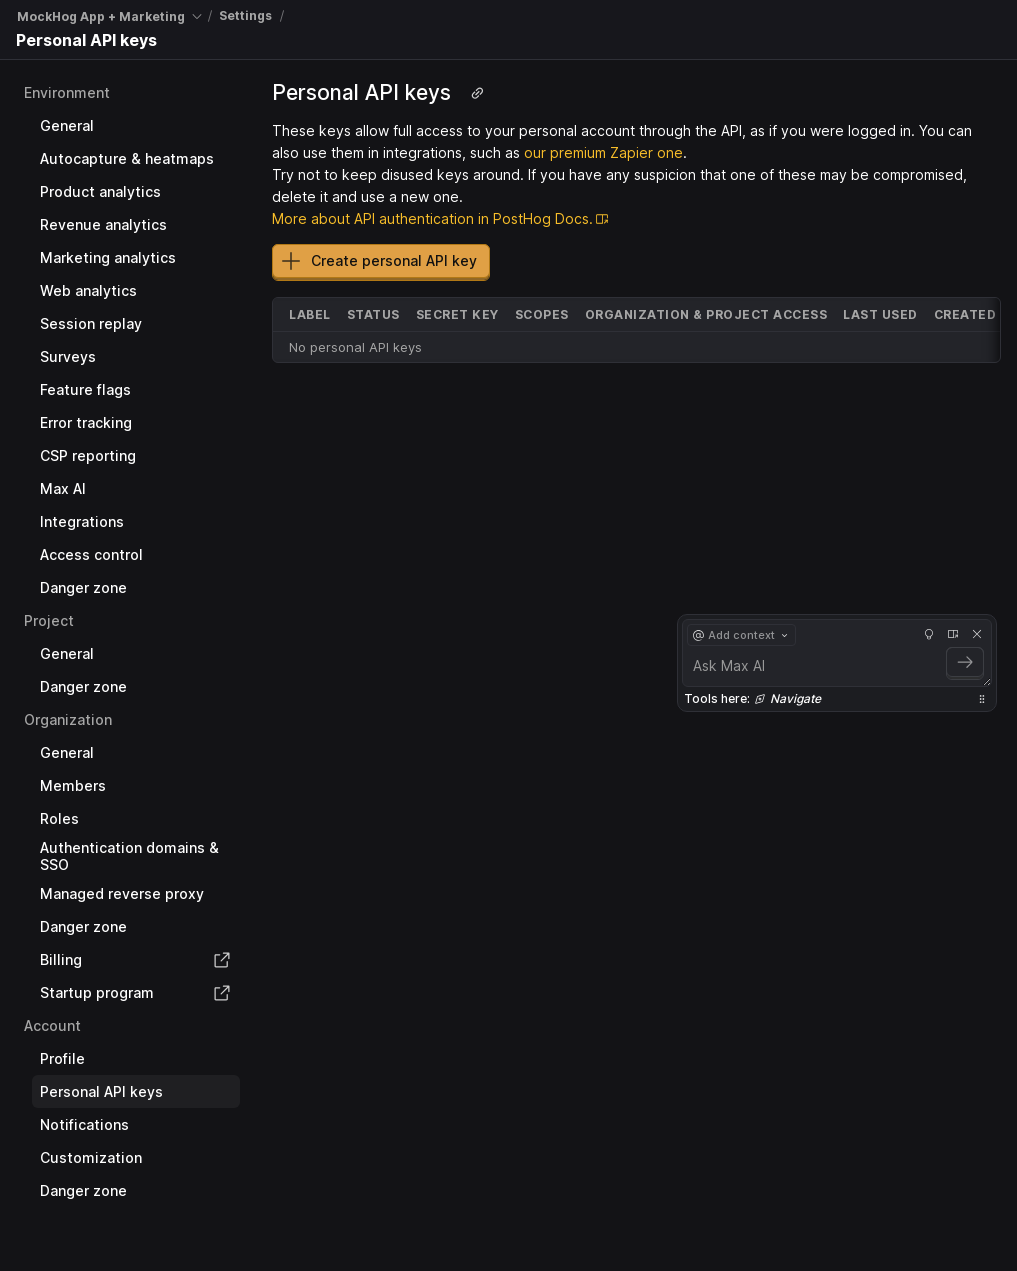 MockHog App + Marketing / Settings /
Personal API keys
Environment
General
Autocapture & heatmaps
Product analytics
Revenue analytics
Marketing analytics
Web analytics
Session replay
Surveys
Feature flags
Error tracking
CSP reporting
Max AI
Integrations
Access control
Danger zone
Project
General
Danger zone
Organization
General
Members
Roles
Authentication domains &
SSO
Managed reverse proxy
Danger zone
Billing
Startup program
Account
Profile
Personal API keys
Notifications
Customization
Danger zone
Personal API keys
These keys allow full access to your personal account through the API, as if you were logged in. You can
also use them in integrations, such as our premium Zapier one.
Try not to keep disused keys around. If you have any suspicion that one of these may be compromised,
delete it and use a new one.
More about API authentication in PostHog Docs.
Create personal API key
LABEL STATUS SECRET KEY SCOPES ORGANIZATION & PROJECT ACCESS LAST USED CREATED
No personal API keys
@ Add context
Ask Max AI
Tools here: Navigate